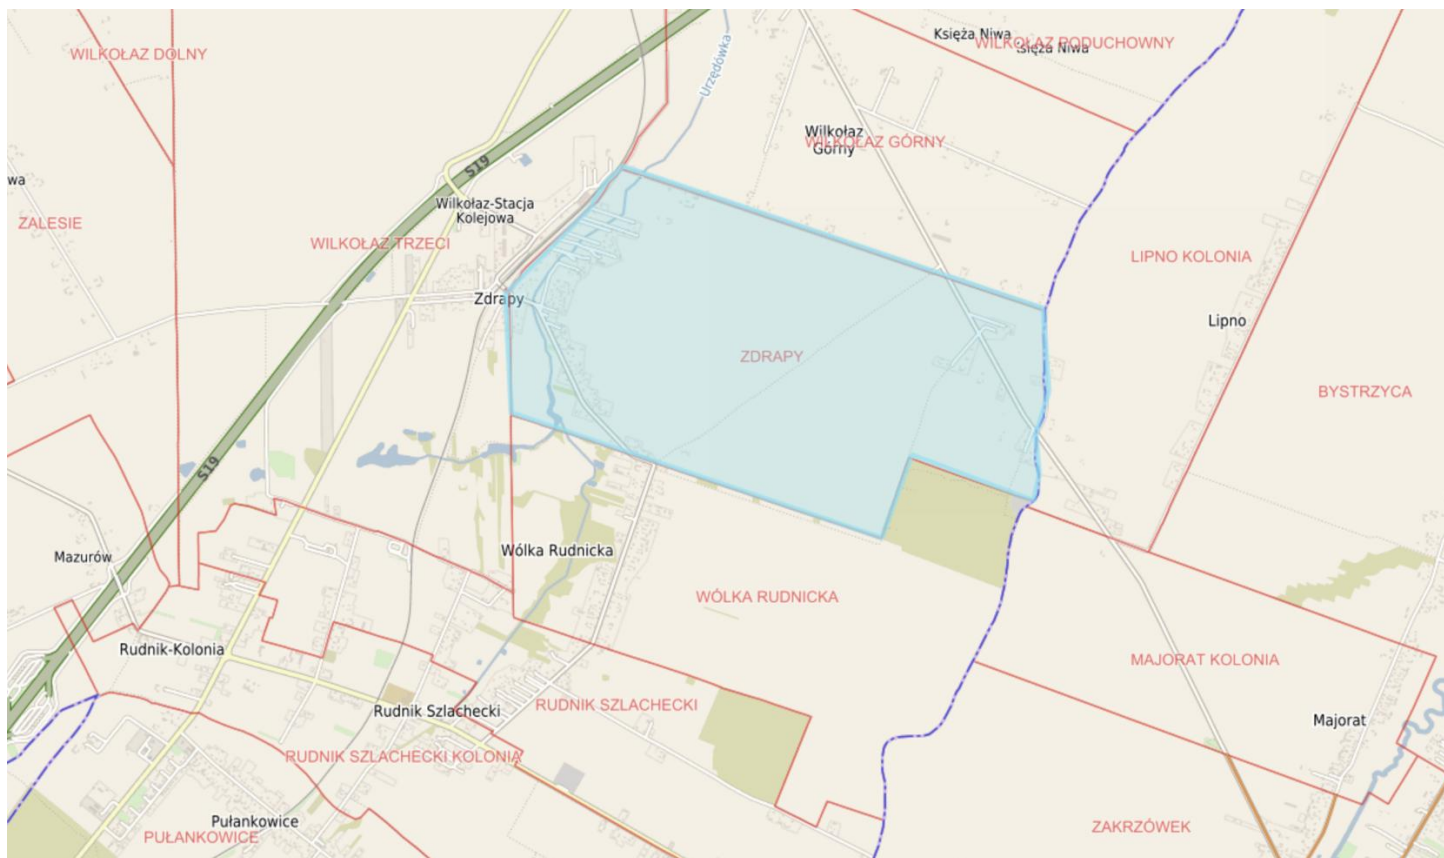 Księża Niwa
WILKOŁAZ PODUCHOWNY
Księża Niwa
WILKOŁAZ DOLNY
Urzędówka
S19
Wilkołaz
Górny
WILKOŁAZ GÓRNY
wa
Wilkołaz-Stacja
Kolejowa
ZALESIE
WILKOŁAZ TRZECI
LIPNO KOLONIA
Zdrapy
Lipno
ZDRAPY
BYSTRZYCA
S19
Mazurów
Wólka Rudnicka
WÓLKA RUDNICKA
Rudnik-Kolonia
MAJORAT KOLONIA
Rudnik Szlachecki
RUDNIK SZLACHECKI
Majorat
RUDNIK SZLACHECKI KOLONIA
Pułankowice
PUŁANKOWICE
ZAKRZÓWEK